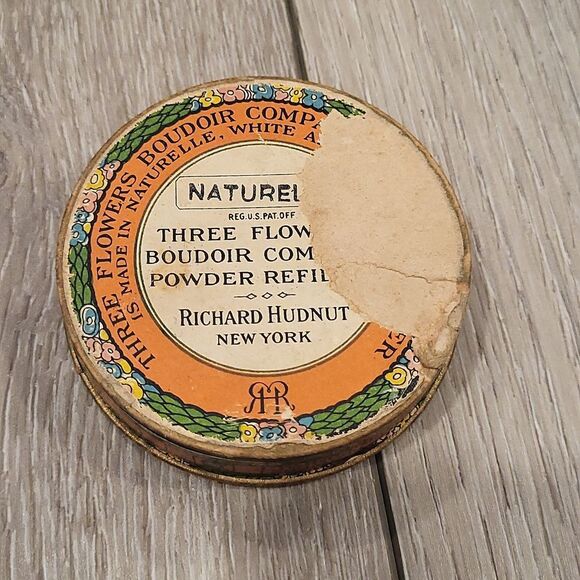 THREE FLOWERS BOUDOIR COMPA
IS MADE IN NATURELLE, WHITE A
NATUREL
REG.U.S.PAT.OFF
THREE FLOW
BOUDOIR COM
POWDER REFIL
RICHARD HUDNUT
NEW YORK
ER
RHR